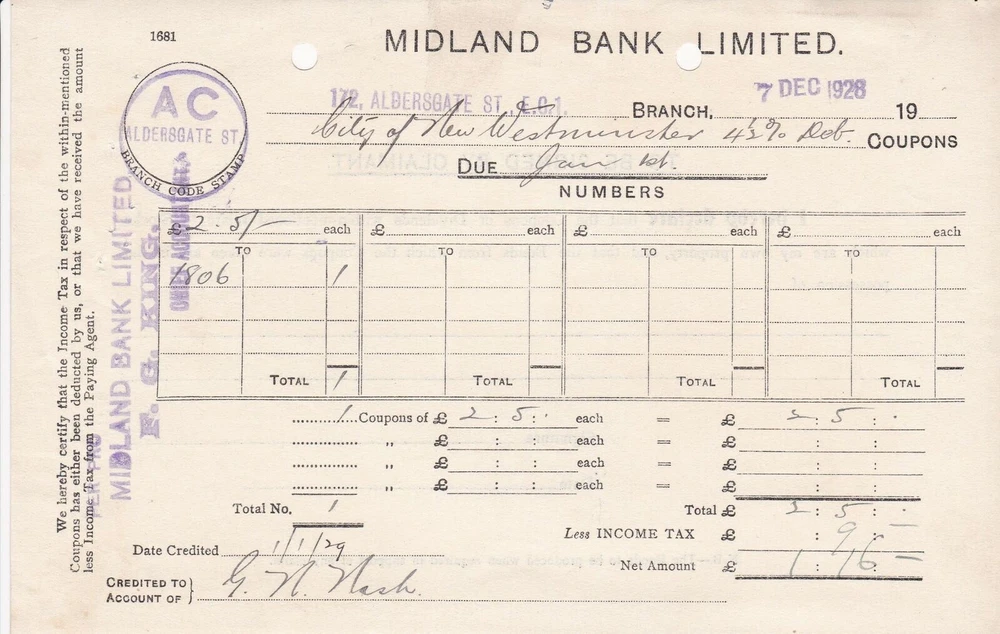 1681
MIDLAND BANK LIMITED.
AC
ALDERSGATE ST
BRANCH CODE STAMP
172, ALBERSGATE ST, E.C.1. BRANCH, 7 DEC 1928 19
City of New Westminster 4½% Deb. COUPONS
DUE Jan 1st.
NUMBERS
£ 2. 5/- each £ each £ each £ each
TO TO TO TO
1806 1
TOTAL 1 TOTAL TOTAL TOTAL
1 Coupons of £ 2 : 5 : . each = £ 2 : 5 : .
„ £ : : each = £ : :
„ £ : : each = £ : :
„ £ : : each = £ : :
Total No. 1 Total £ 2 : 5 : -
Less INCOME TAX £ : 9 :
Net Amount £ 1 : 16 : -
Date Credited 1/1/29
CREDITED TO } G. N. Nash.
ACCOUNT OF
We hereby certify that the Income Tax in respect of the within-mentioned
Coupons has either been deducted by us, or that we have received the amount
less Income Tax from the Paying Agent.
PER PRO
MIDLAND BANK LIMITED
F. G. KING.
CHIEF ACCOUNTANT